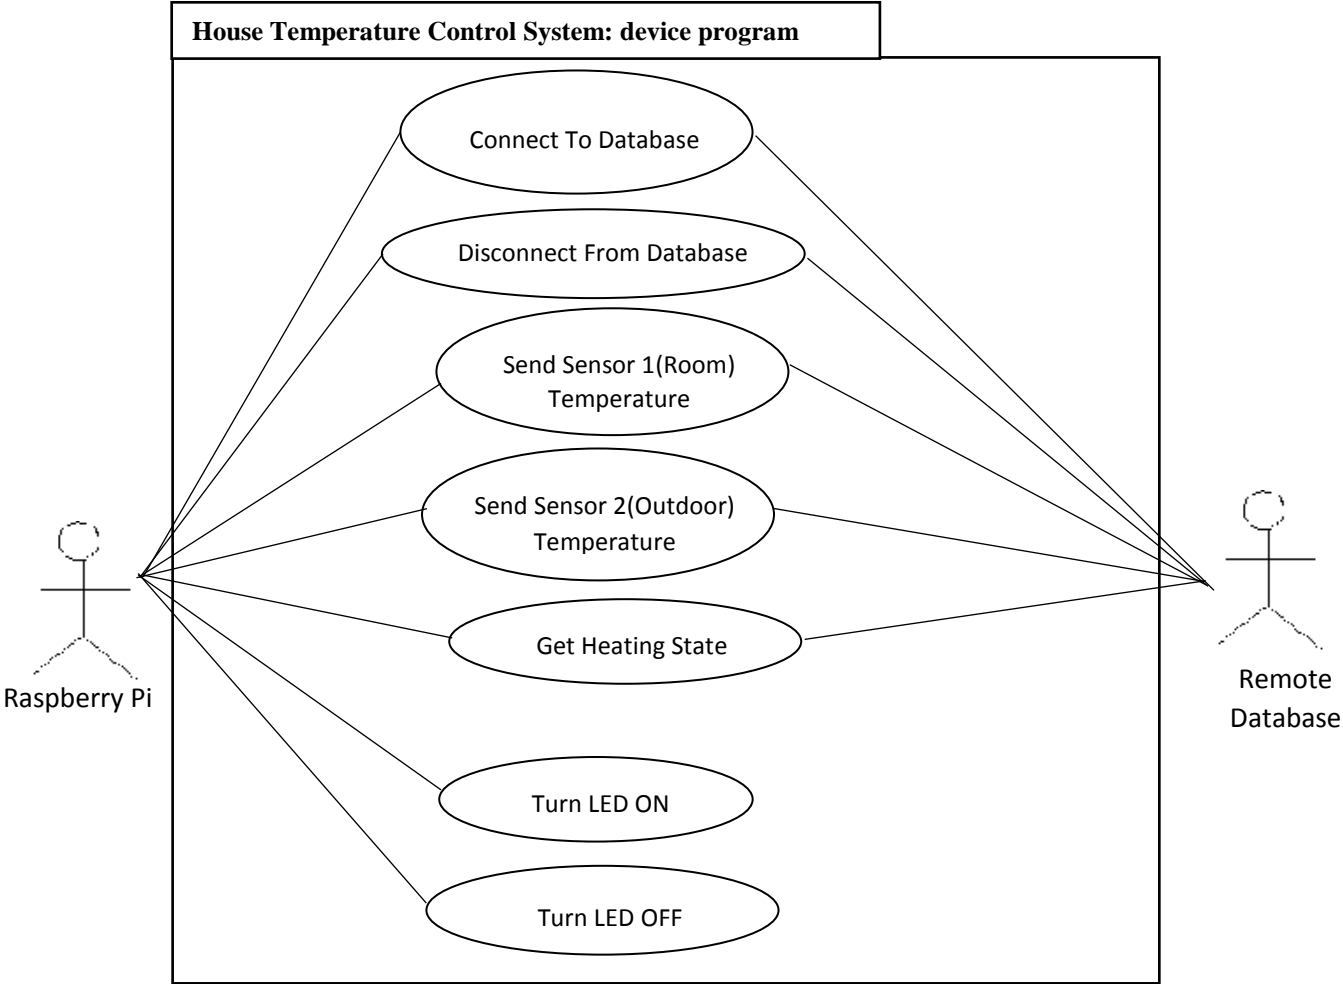 House Temperature Control System: device program
Connect To Database
Disconnect From Database
Send Sensor 1(Room)
Temperature
Send Sensor 2(Outdoor)
Temperature
Get Heating State
Raspberry Pi
Remote
Database
Turn LED ON
Turn LED OFF